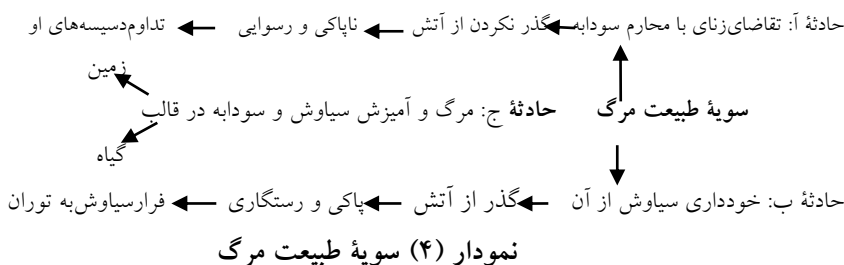 حادثهٔ آ: تقاضای‌زنای با محارم سودابه گذر نکردن از آتش ناپاکی و رسوایی تداوم‌دسیسه‌های او
زمین
سویهٔ طبیعت مرگ حادثهٔ ج: مرگ و آمیزش سیاوش و سودابه در قالب
گیاه
حادثهٔ ب: خودداری سیاوش از آن گذر از آتش پاکی و رستگاری فرارسیاوش‌به توران
نمودار (۴) سویهٔ طبیعت مرگ